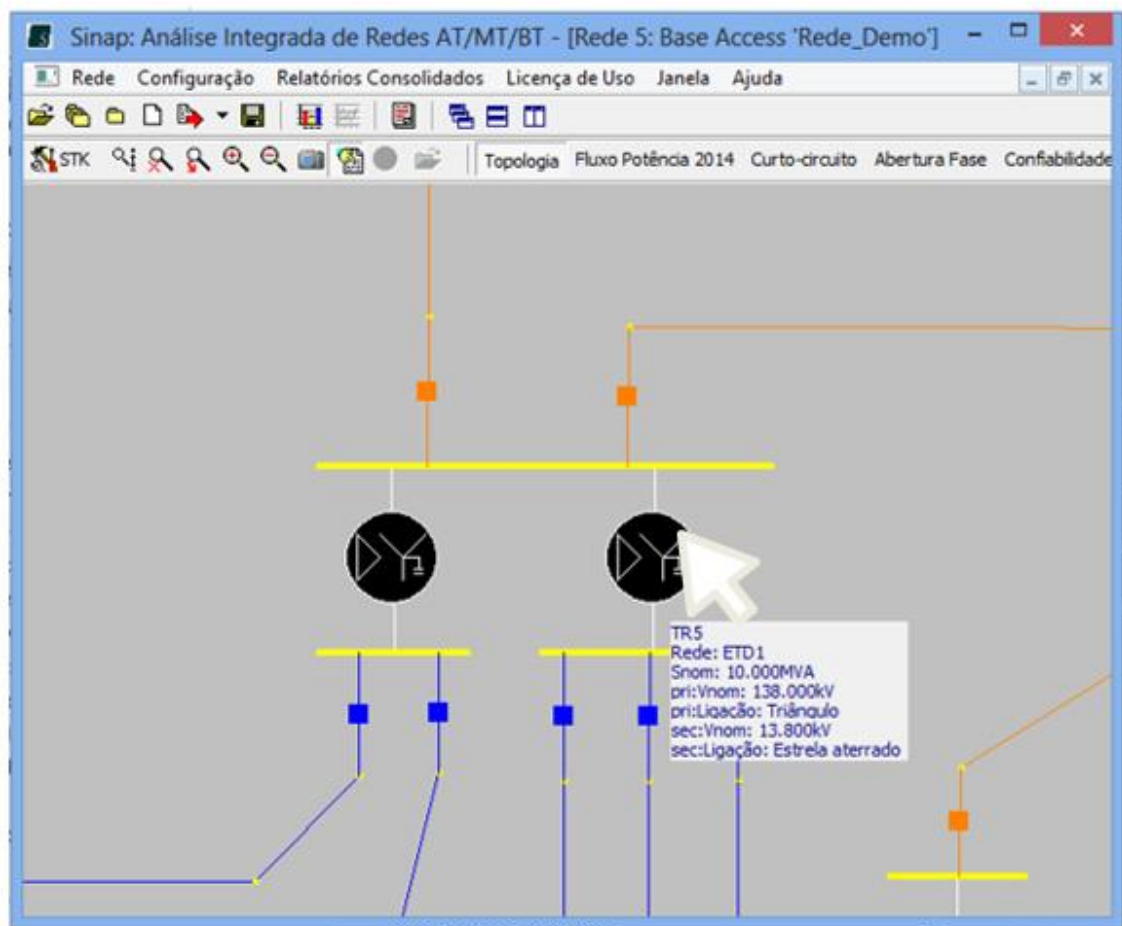 Sinap: Análise Integrada de Redes AT/MT/BT - [Rede 5: Base Access 'Rede_Demo']
Rede Configuração Relatórios Consolidados Licença de Uso Janela Ajuda
STK Topologia Fluxo Potência 2014 Curto-circuito Abertura Fase Confiabilidade
TR5
Rede: ETD1
Snom: 10.000MVA
pri:Vnom: 138.000kV
pri:Ligação: Triângulo
sec:Vnom: 13.800kV
sec:Ligação: Estrela aterrado